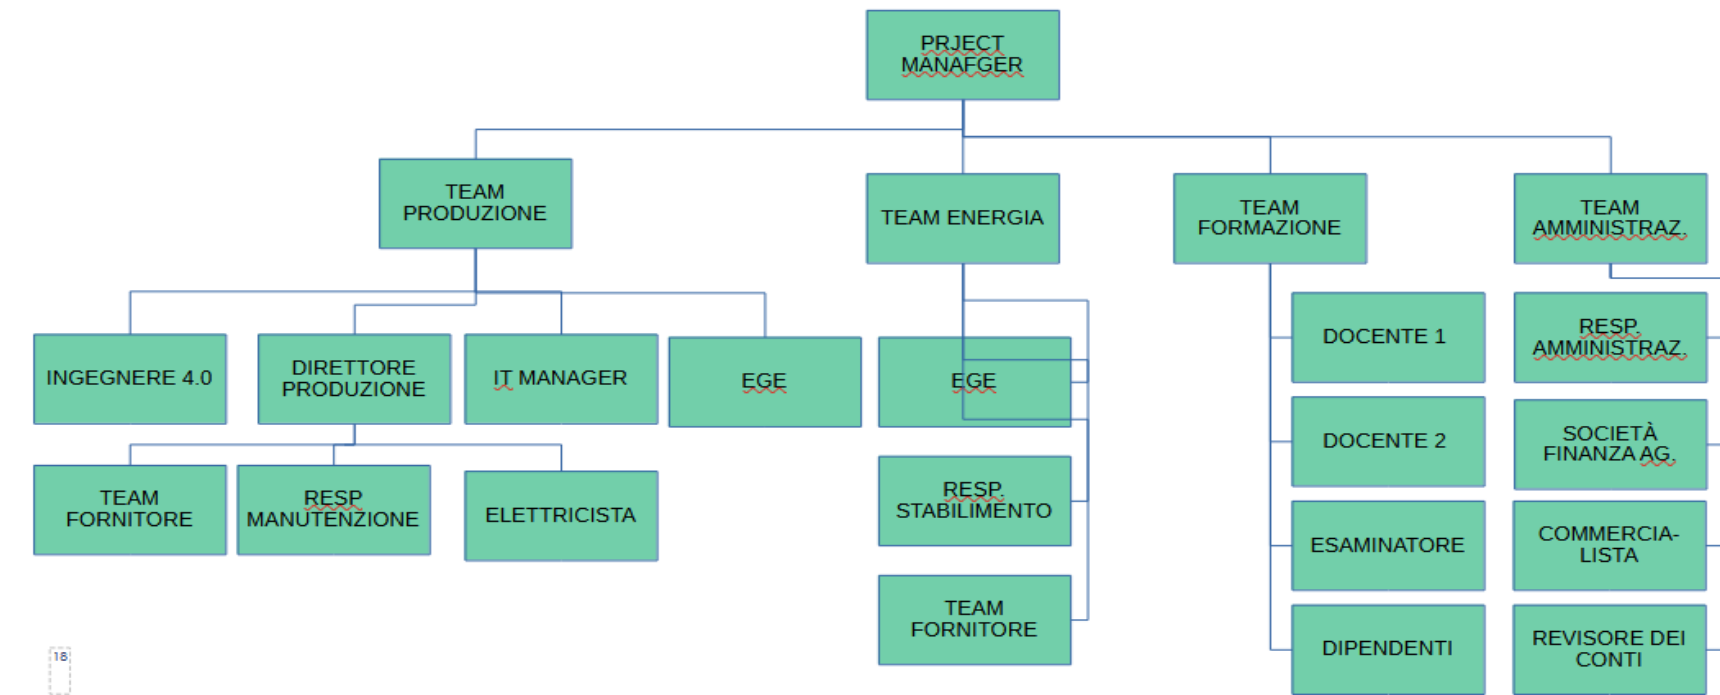 PRJECT
MANAFGER
TEAM
PRODUZIONE
TEAM ENERGIA
TEAM
FORMAZIONE
TEAM
AMMINISTRAZ.
INGEGNERE 4.0
DIRETTORE
PRODUZIONE
IT MANAGER
EGE
EGE
DOCENTE 1
RESP.
AMMINISTRAZ.
DOCENTE 2
SOCIETÀ
FINANZA AG.
TEAM
FORNITORE
RESP
MANUTENZIONE
ELETTRICISTA
RESP.
STABILIMENTO
ESAMINATORE
COMMERCIA-
LISTA
TEAM
FORNITORE
DIPENDENTI
REVISORE DEI
CONTI
18